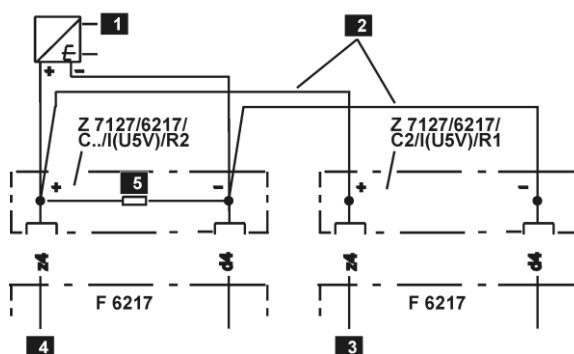 1
2
E
+ –
Z 7127/6217/
C../I(U5V)/R2
Z 7127/6217/
C2/I(U5V)/R1
+ 5 –
+ –
z4 d4 z4 d4
F 6217 F 6217
4 3